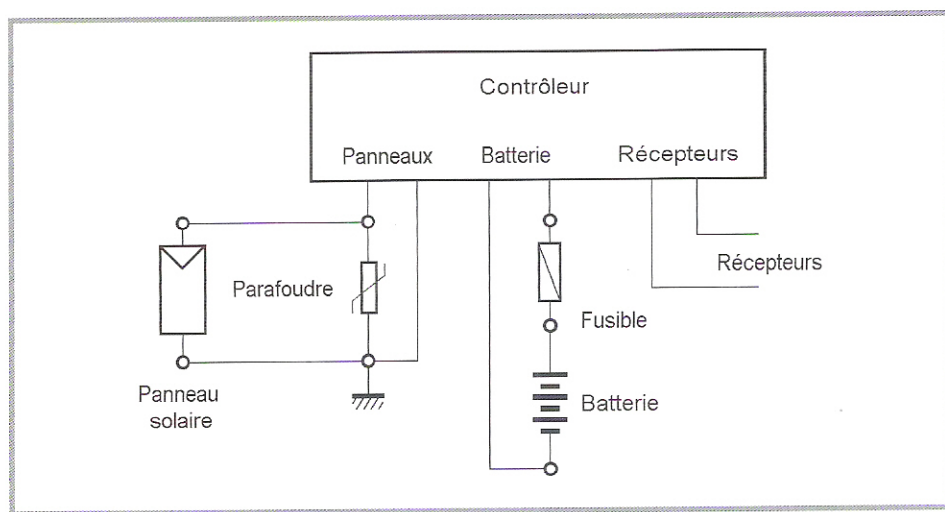 Contrôleur
Panneaux
Batterie
Récepteurs
Parafoudre
Récepteurs
Fusible
Panneau
solaire
Batterie